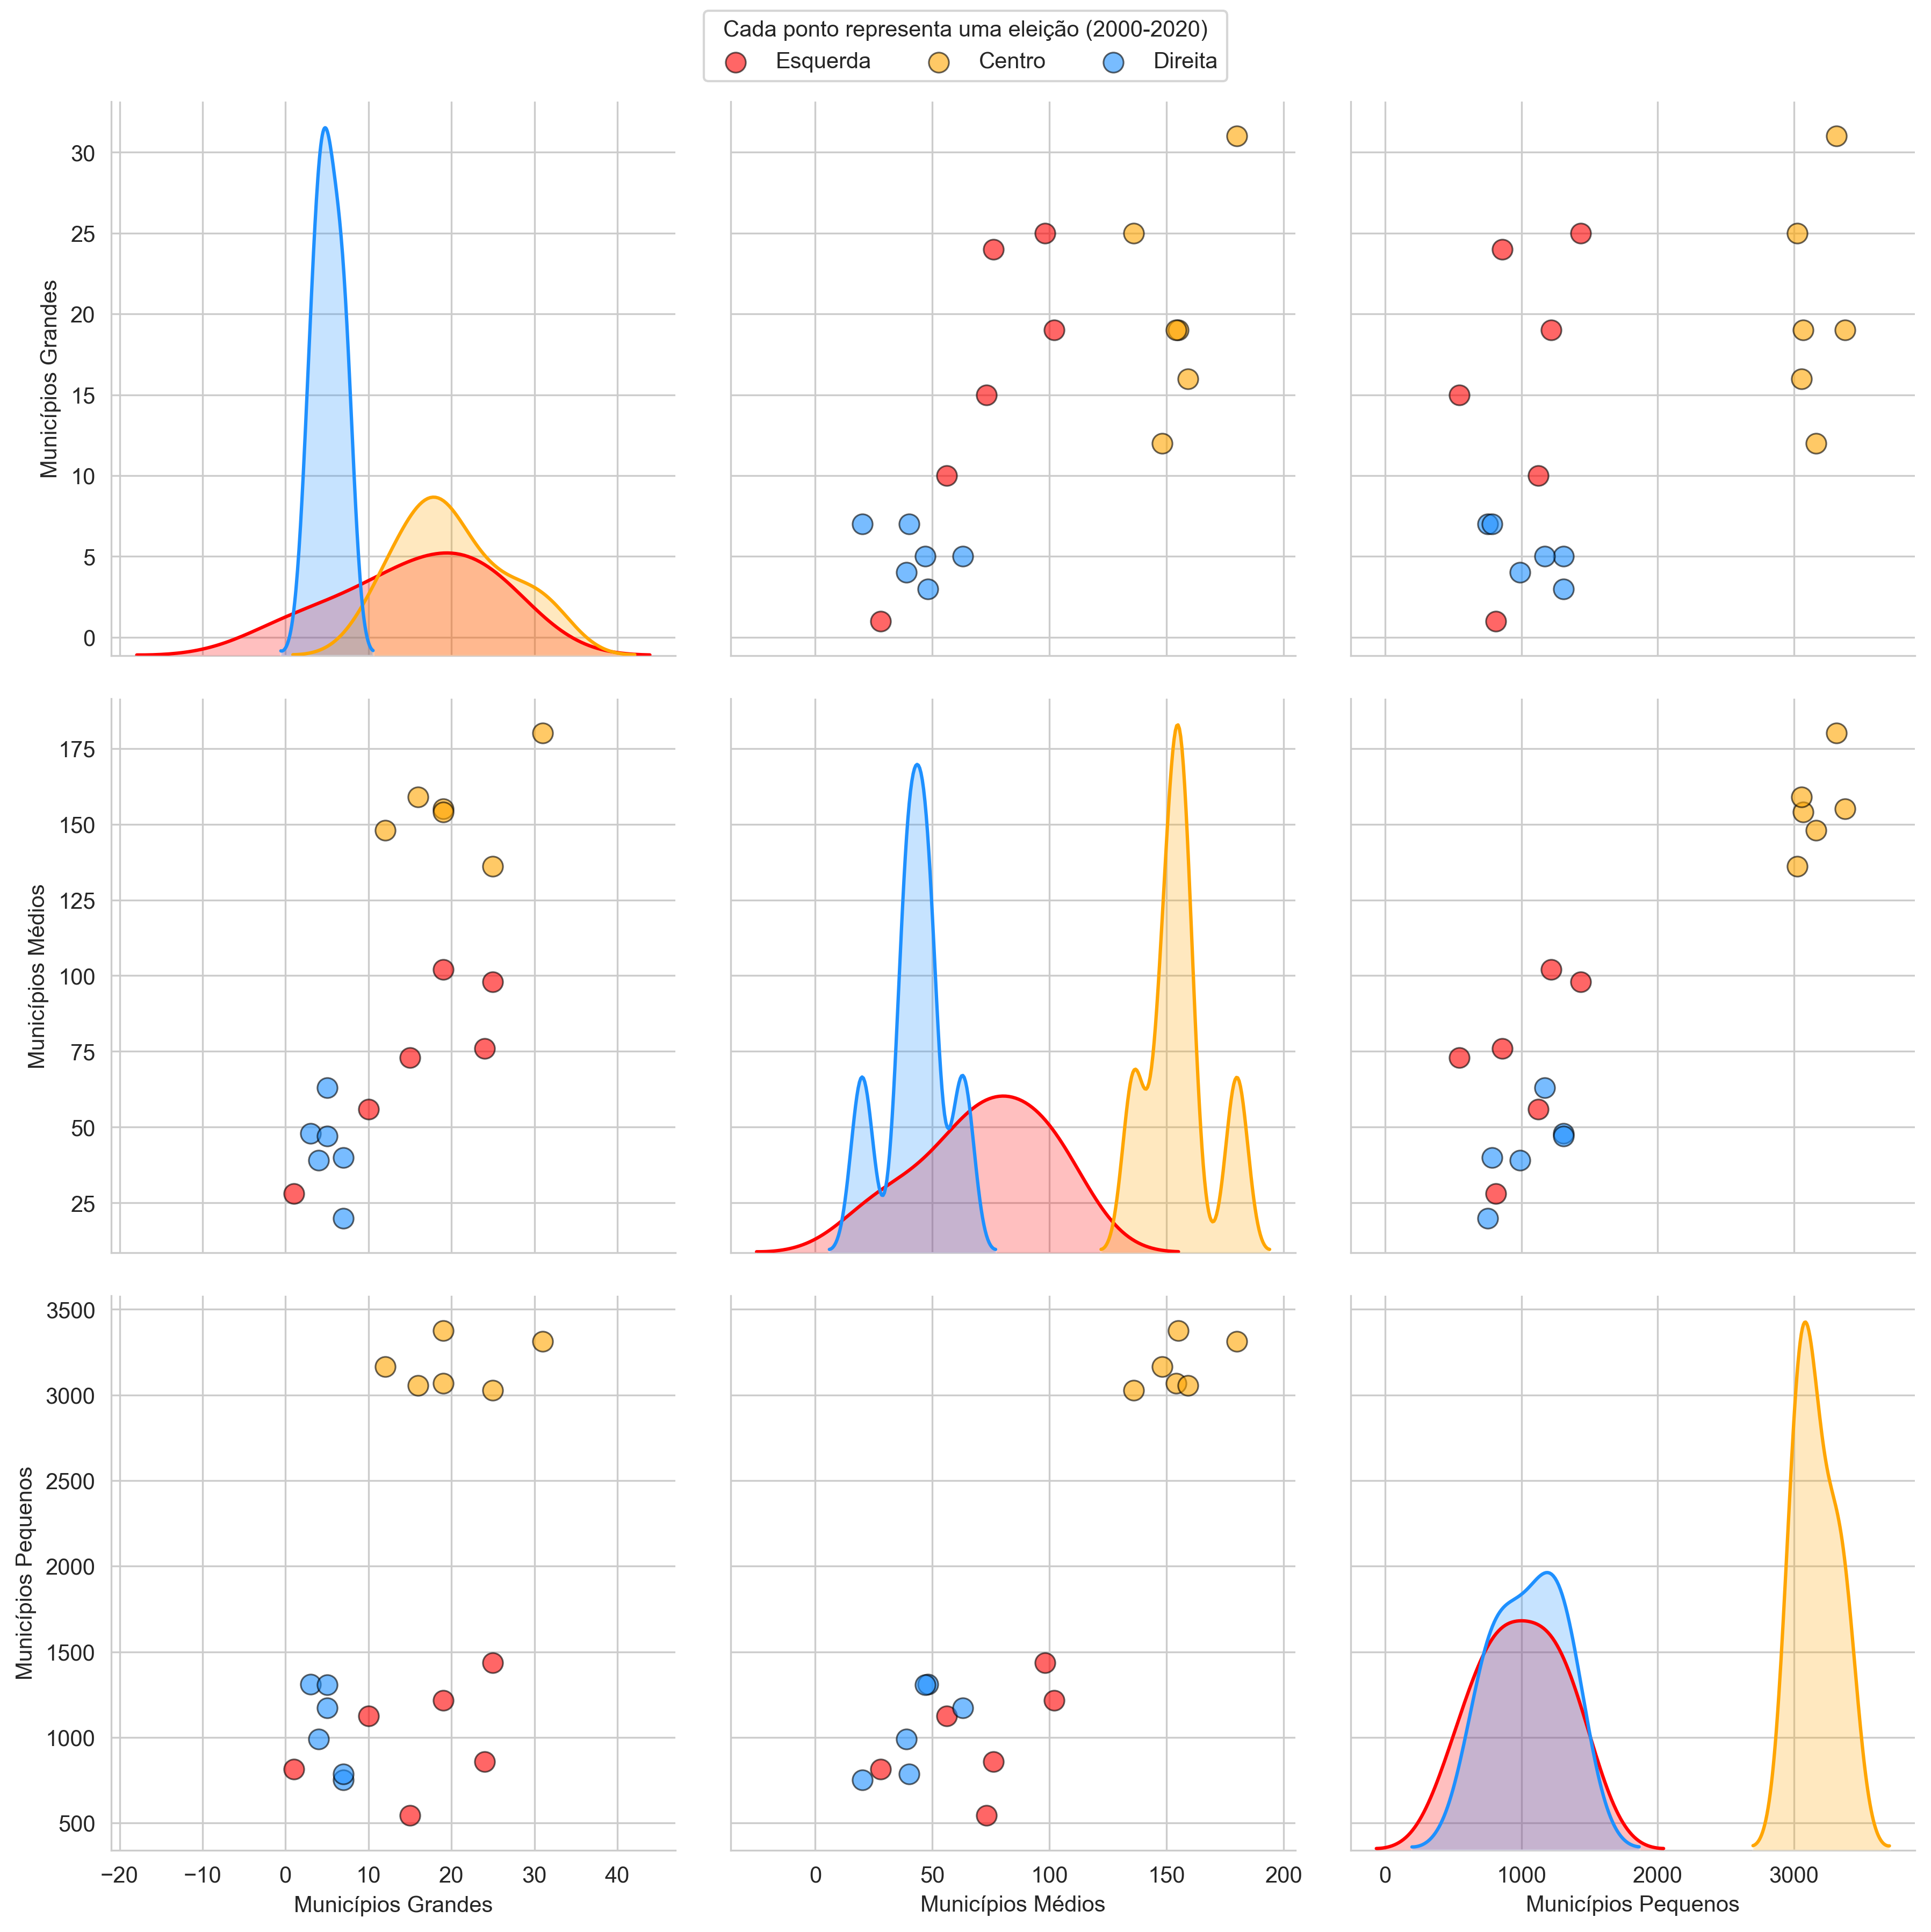 Cada ponto representa uma eleição (2000-2020)
Esquerda Centro Direita
30
25
20
15
10
5
0
Municípios Grandes
175
150
125
100
75
50
25
Municípios Médios
3500
3000
2500
2000
1500
1000
500
Municípios Pequenos
−20 −10 0 10 20 30 40
Municípios Grandes
0 50 100 150 200
Municípios Médios
0 1000 2000 3000
Municípios Pequenos